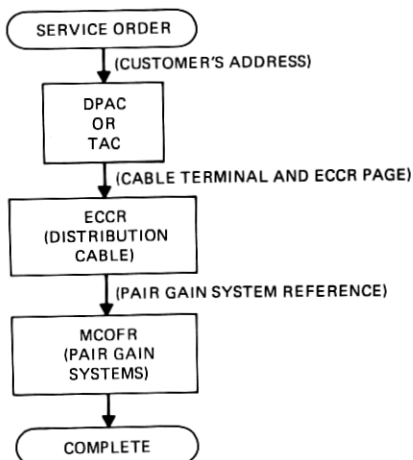 SERVICE ORDER
(CUSTOMER'S ADDRESS)
DPAC
OR
TAC
(CABLE TERMINAL AND ECCR PAGE)
ECCR
(DISTRIBUTION
CABLE)
(PAIR GAIN SYSTEM REFERENCE)
MCOFR
(PAIR GAIN
SYSTEMS)
COMPLETE